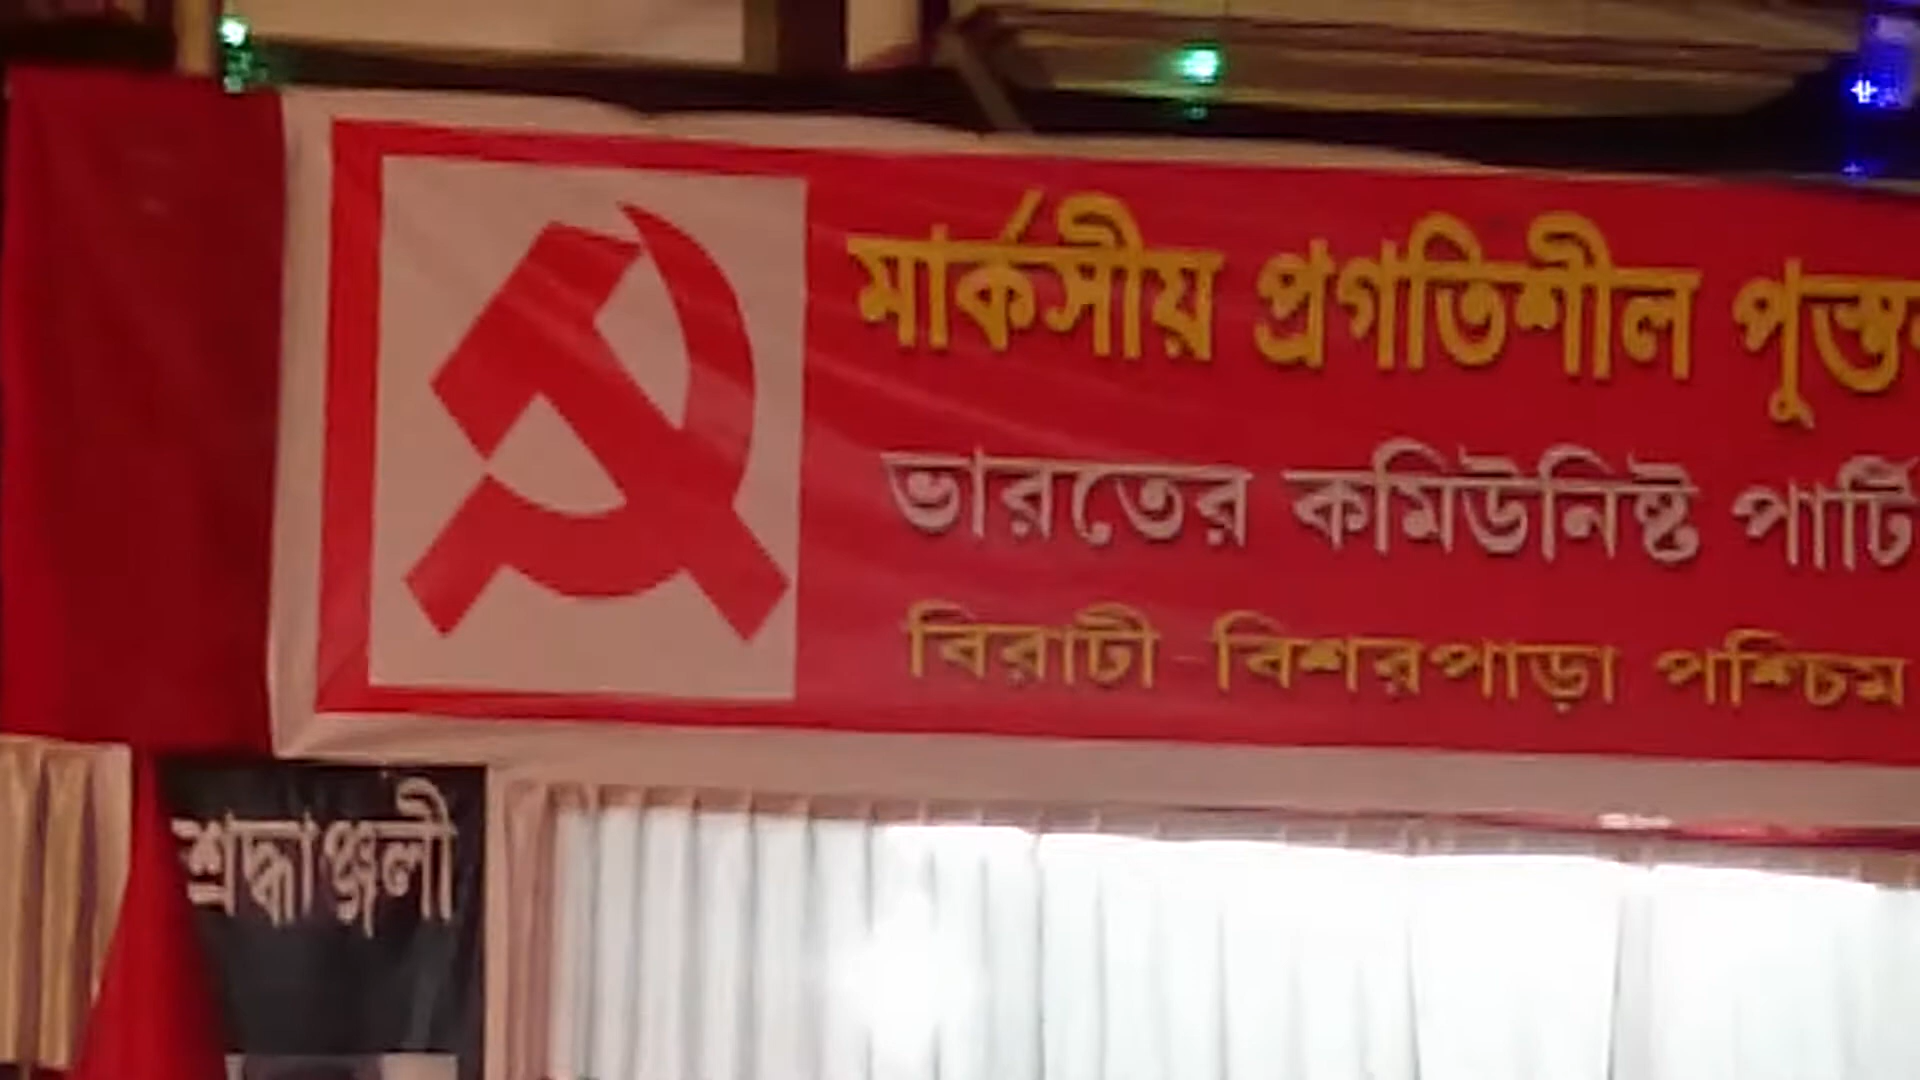 মার্কসীয় প্রগতিশীল
ভারতের কমিউনিষ্ট পার্টি
বিরাটী - বিশরপাড়া পশ্চিম
শ্রদ্ধাঞ্জলী